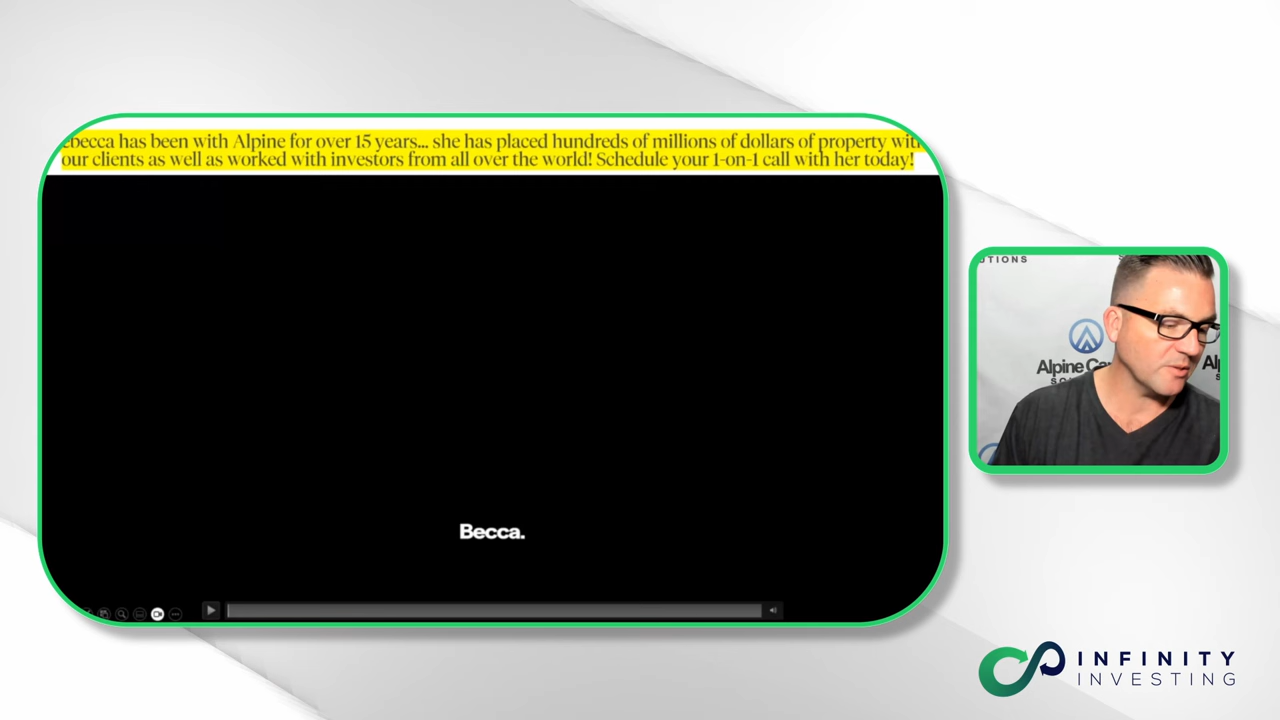 becca has been with Alpine for over 15 years... she has placed hundreds of millions of dollars of property
our clients as well as worked with investors from all over the world! Schedule your 1-on-1 call with her today!
UTIONS
Alpine
Becca.
INFINITY
INVESTING